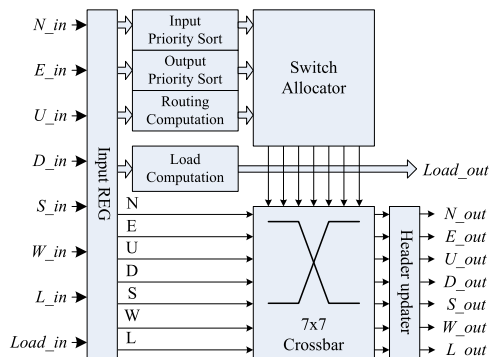 N_in
E_in
U_in
D_in
S_in
W_in
L_in
Load_in
Input REG
Input
Priority Sort
Output
Priority Sort
Routing
Computation
Load
Computation
Switch
Allocator
Load_out
N
E
U
D
S
W
L
7x7
Crossbar
Header updater
N_out
E_out
U_out
D_out
S_out
W_out
L_out